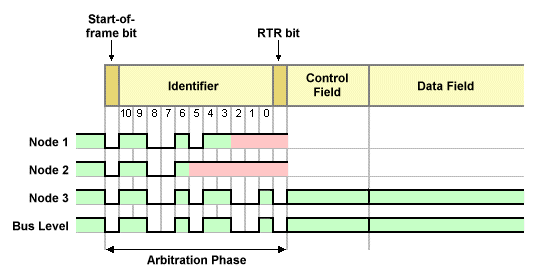 Start-of-
frame bit
RTR bit
Identifier
Control
Field
Data Field
10 9 8 7 6 5 4 3 2 1 0
Node 1
Node 2
Node 3
Bus Level
Arbitration Phase